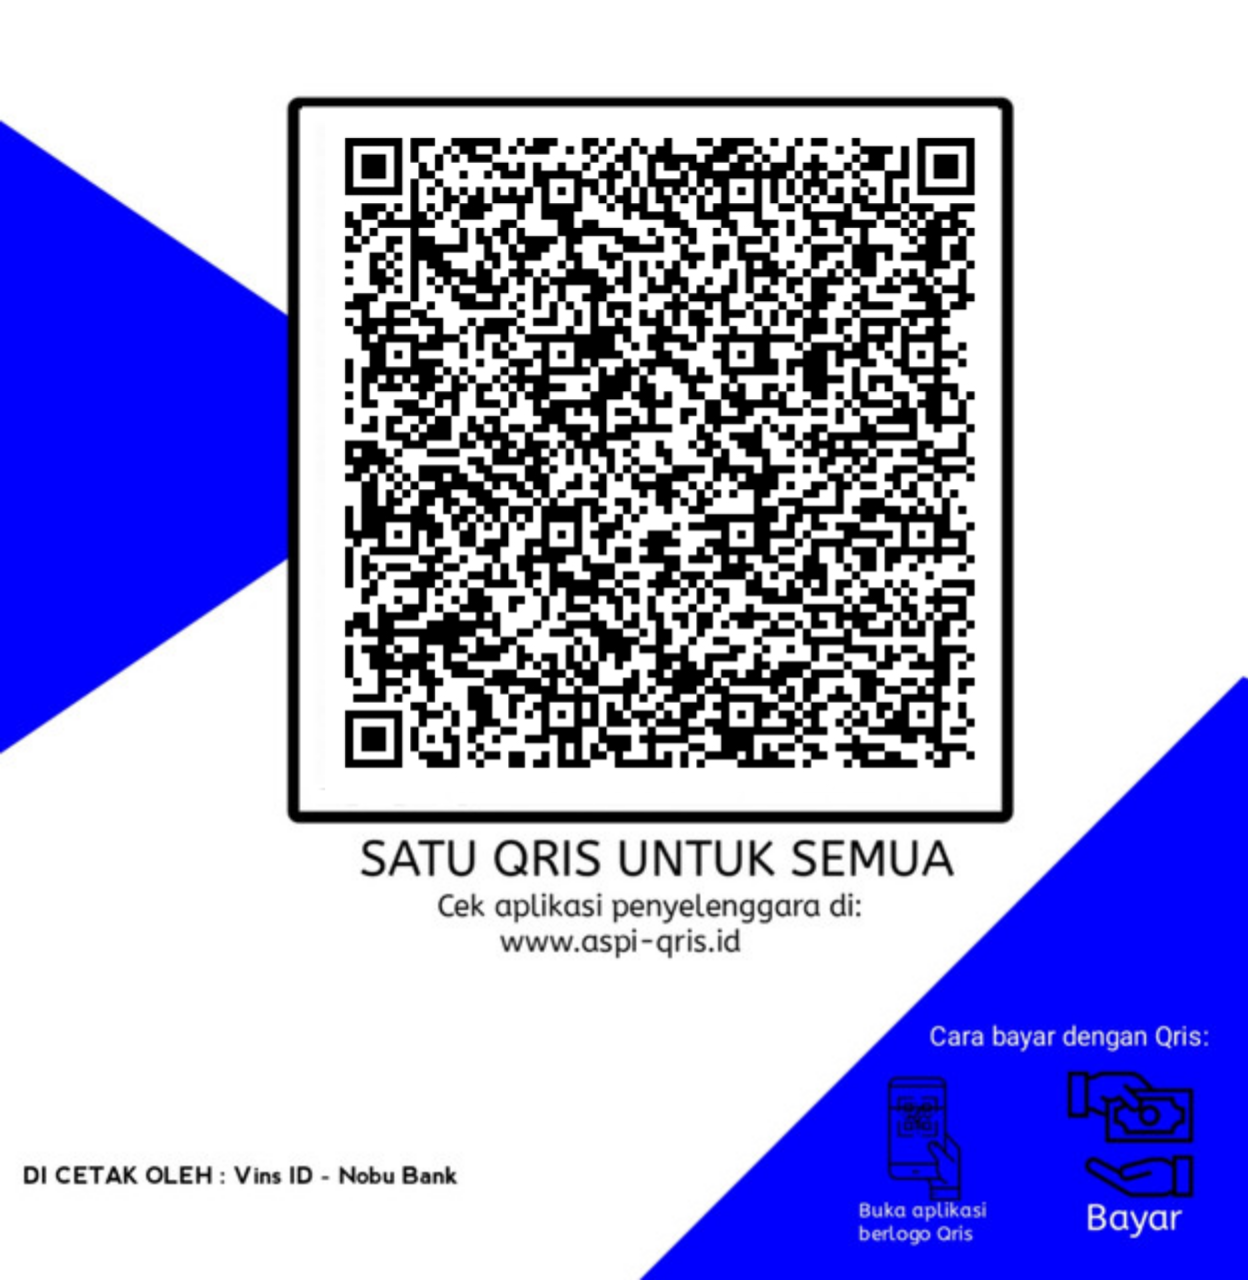 SATU QRIS UNTUK SEMUA
Cek aplikasi penyelenggara di:
www.aspi-qris.id
Cara bayar dengan Qris:
Buka aplikasi
berlogo Qris
Bayar
DI CETAK OLEH : Vins ID - Nobu Bank